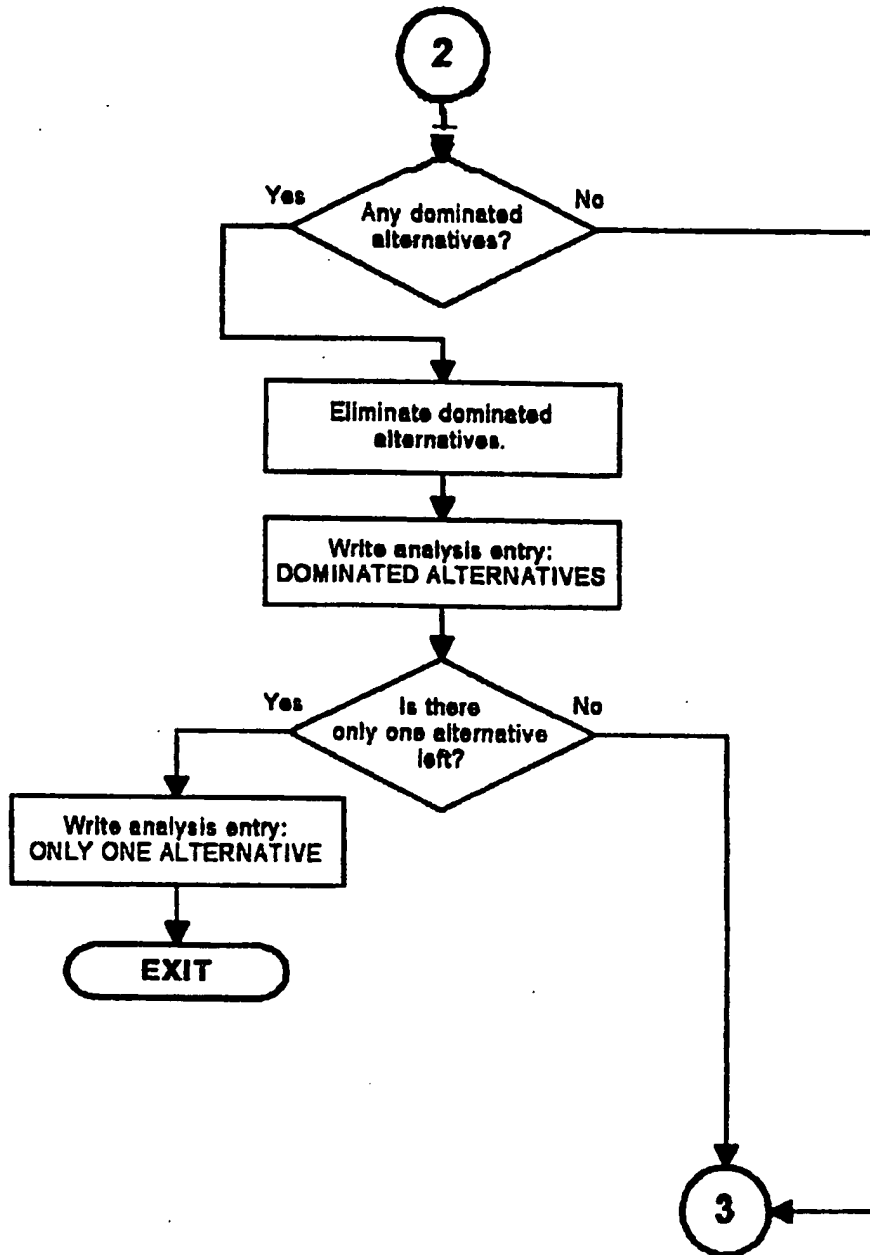 2
Yes
No
Any dominated
alternatives?
Eliminate dominated
alternatives.
Write analysis entry:
DOMINATED ALTERNATIVES
Yes
No
Is there
only one alternative
left?
Write analysis entry:
ONLY ONE ALTERNATIVE
EXIT
3